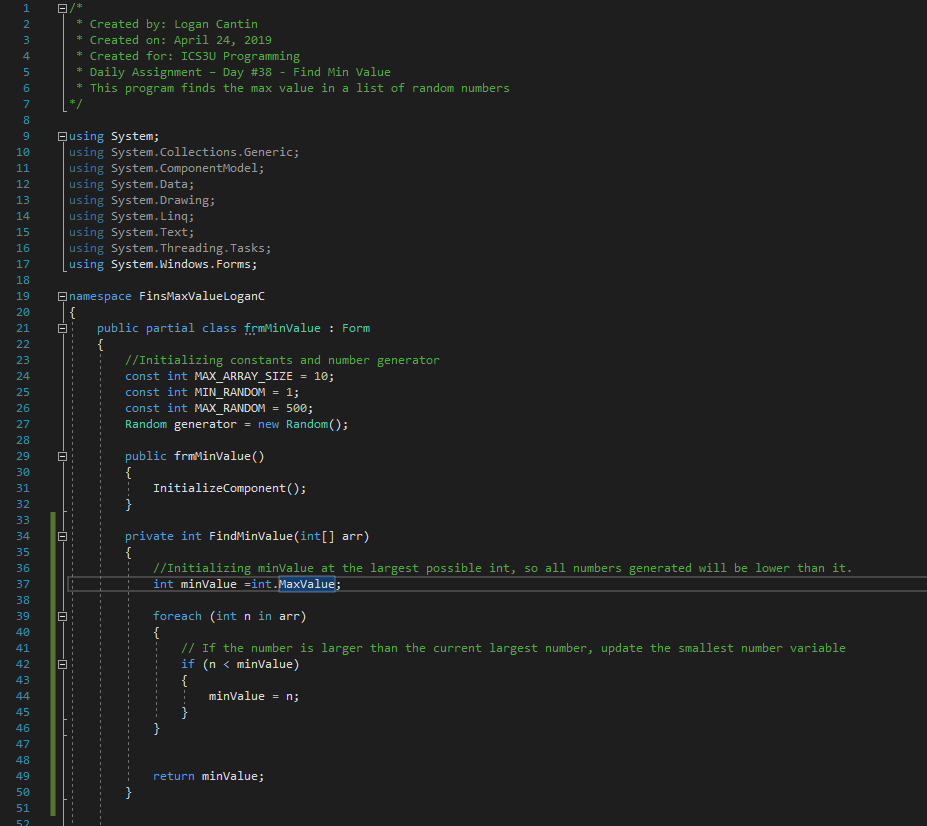 1 /*
2 * Created by: Logan Cantin
3 * Created on: April 24, 2019
4 * Created for: ICS3U Programming
5 * Daily Assignment – Day #38 - Find Min Value
6 * This program finds the max value in a list of random numbers
7 */
8
9 using System;
10 using System.Collections.Generic;
11 using System.ComponentModel;
12 using System.Data;
13 using System.Drawing;
14 using System.Linq;
15 using System.Text;
16 using System.Threading.Tasks;
17 using System.Windows.Forms;
18
19 namespace FinsMaxValueLoganC
20 {
21 public partial class frmMinValue : Form
22 {
23 //Initializing constants and number generator
24 const int MAX_ARRAY_SIZE = 10;
25 const int MIN_RANDOM = 1;
26 const int MAX_RANDOM = 500;
27 Random generator = new Random();
28
29 public frmMinValue()
30 {
31 InitializeComponent();
32 }
33
34 private int FindMinValue(int[] arr)
35 {
36 //Initializing minValue at the largest possible int, so all numbers generated will be lower than it.
37 int minValue =int.MaxValue;
38
39 foreach (int n in arr)
40 {
41 // If the number is larger than the current largest number, update the smallest number variable
42 if (n < minValue)
43 {
44 minValue = n;
45 }
46 }
47
48
49 return minValue;
50 }
51
52